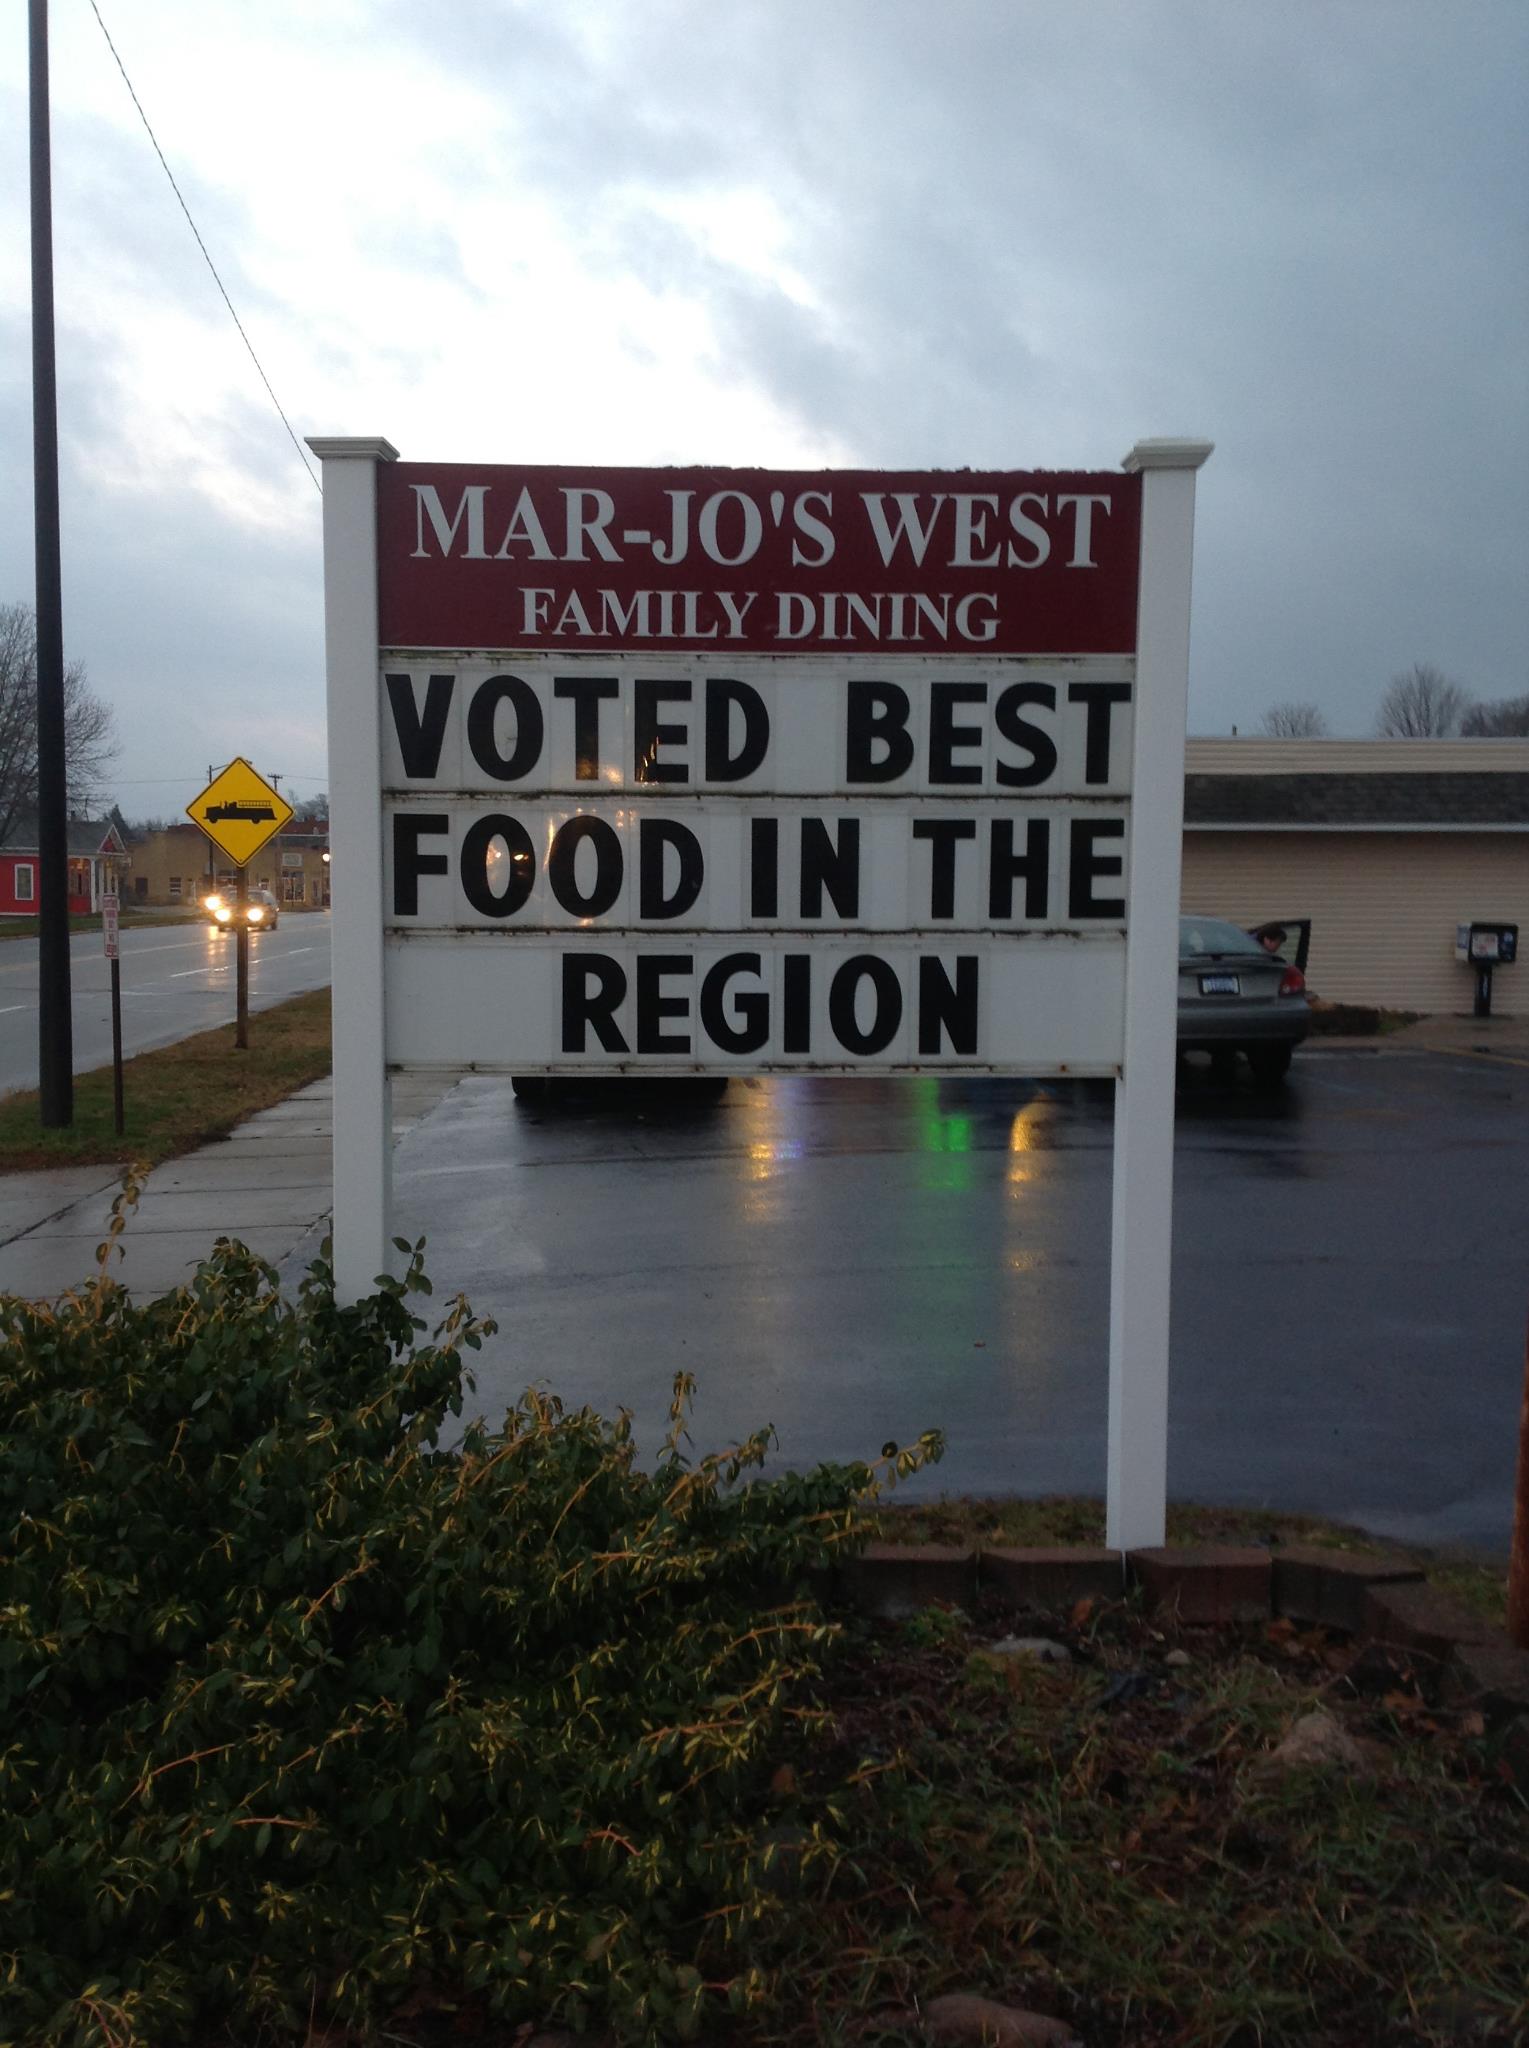 MAR-JO'S WEST
FAMILY DINING
VOTED BEST
FOOD IN THE
REGION